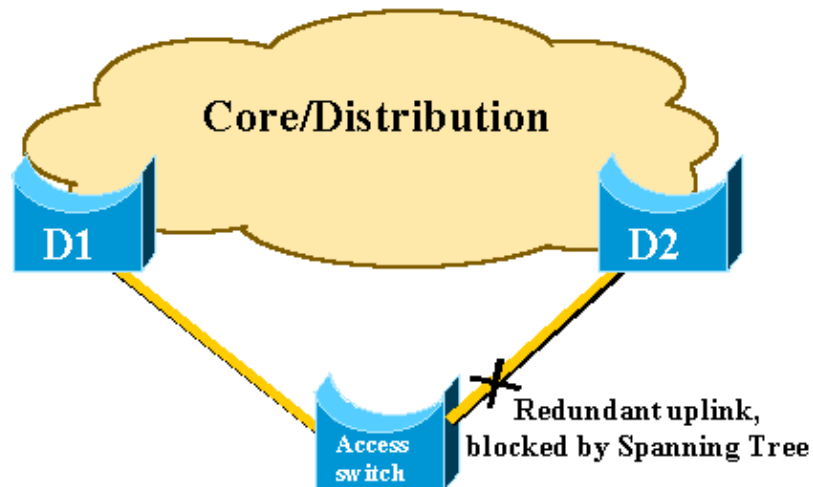 Core/Distribution
D1
D2
Access
switch
Redundant uplink,
blocked by Spanning Tree